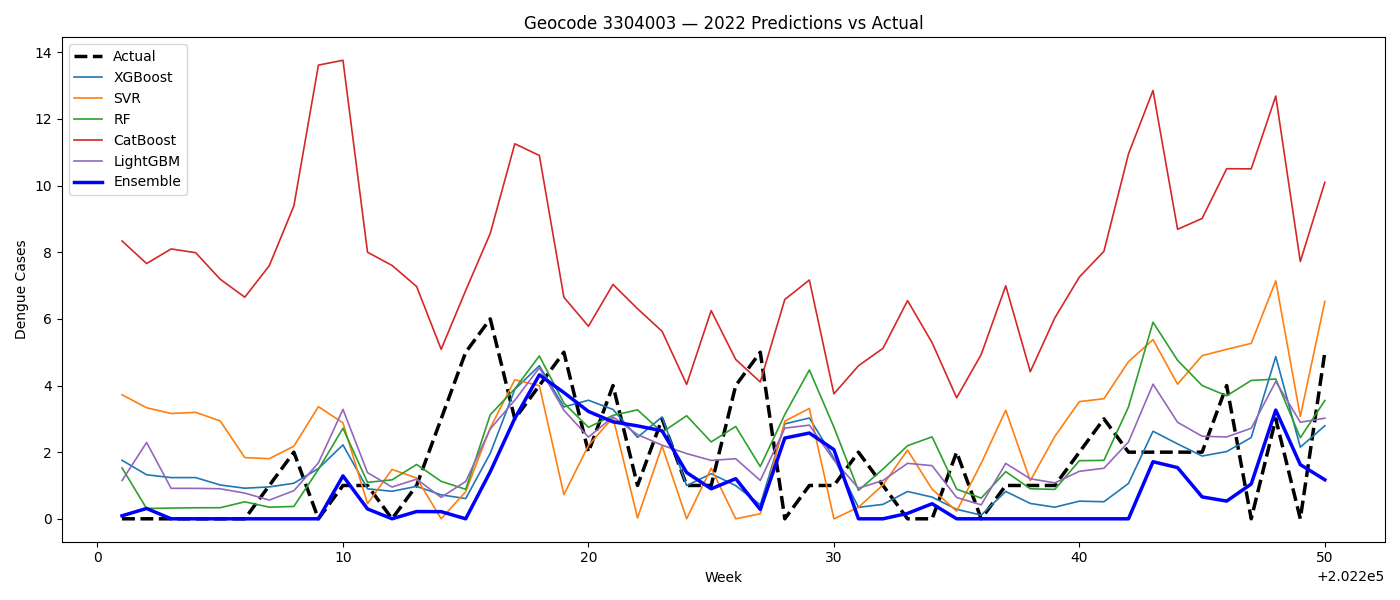 Geocode 3304003 — 2022 Predictions vs Actual
Actual
XGBoost
SVR
RF
CatBoost
LightGBM
Ensemble
Dengue Cases
14
12
10
8
6
4
2
0
0 10 20 30 40 50
Week
+2.022e5